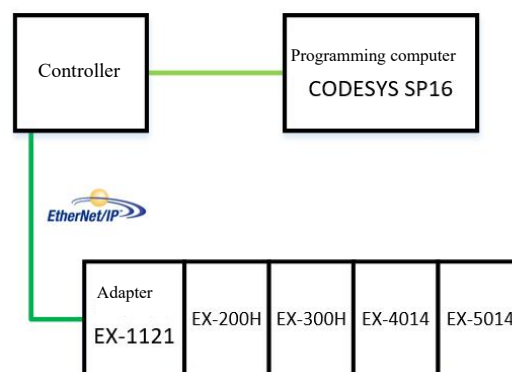 Controller
Programming computer
CODESYS SP16
EtherNet/IP
Adapter
EX-1121
EX-200H
EX-300H
EX-4014
EX-5014